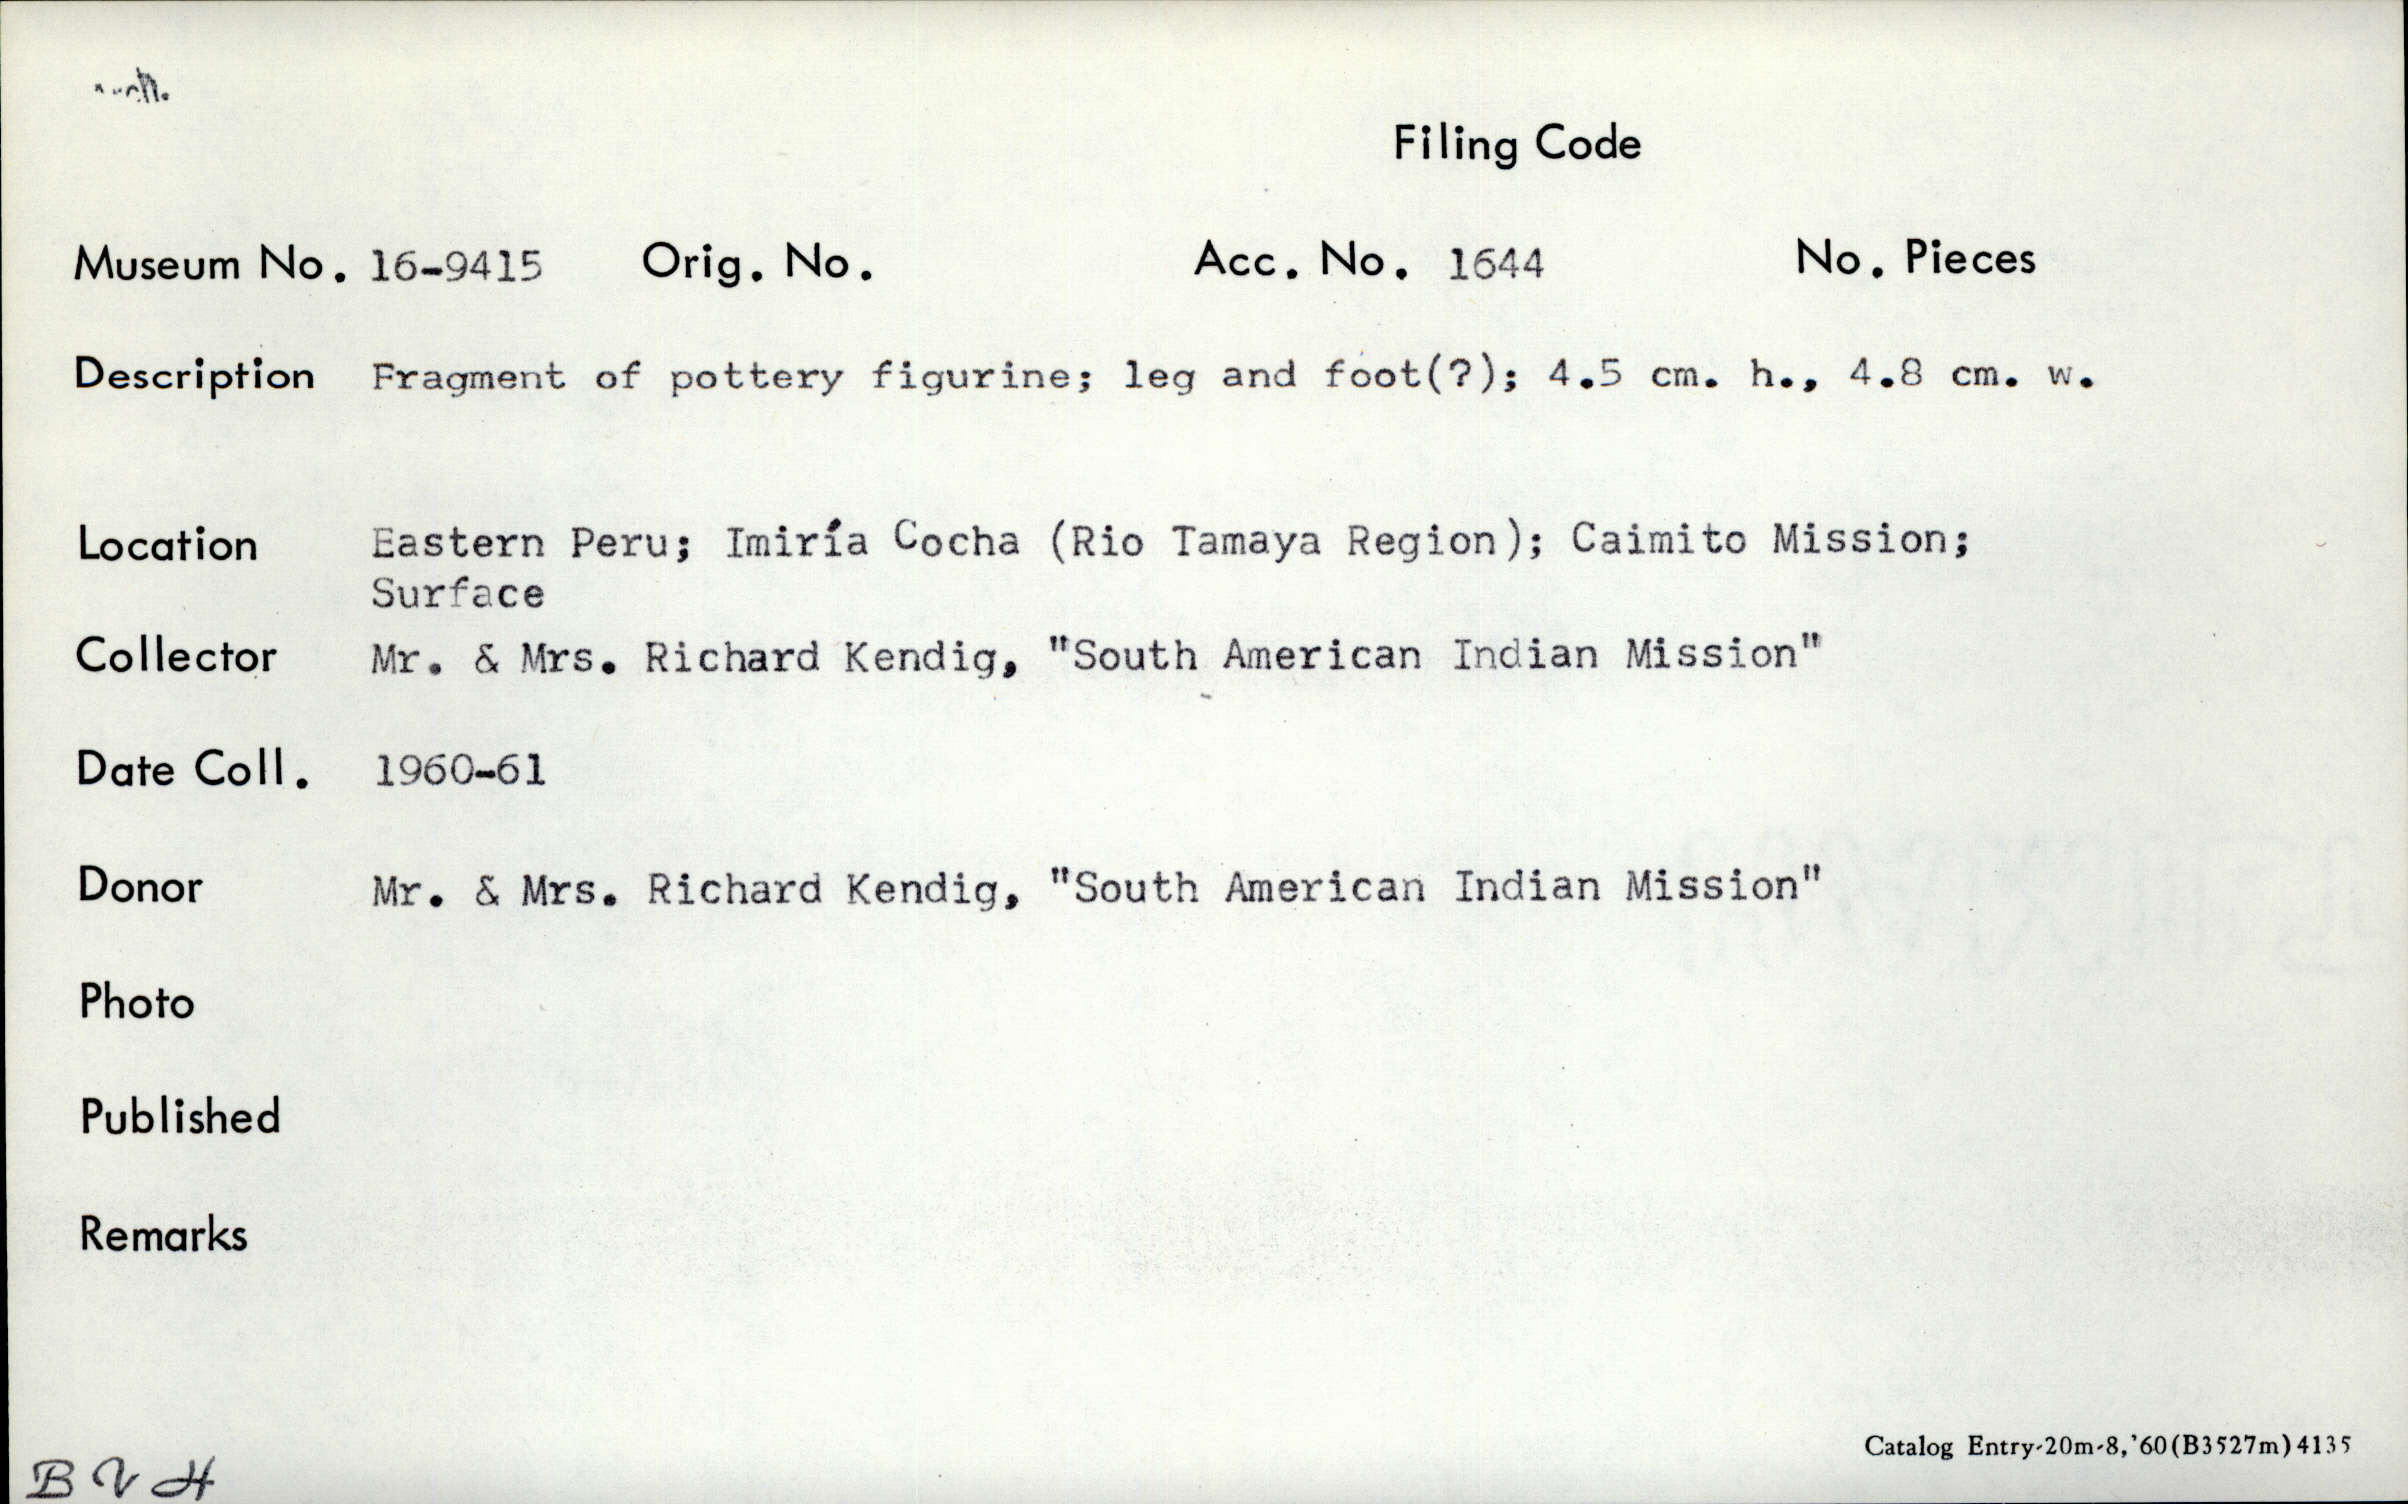 Arch.
Filing Code
Museum No. 16-9415 Orig. No. Acc. No. 1644 No. Pieces
Description Fragment of pottery figurine; leg and foot(?); 4.5 cm. h., 4.8 cm. w.
Location Eastern Peru; Imiría Cocha (Rio Tamaya Region); Caimito Mission;
Surface
Collector Mr. & Mrs. Richard Kendig, "South American Indian Mission"
Date Coll. 1960-61
Donor Mr. & Mrs. Richard Kendig, "South American Indian Mission"
Photo
Published
Remarks
Catalog Entry-20m-8,'60(B3527m)4135
B V H